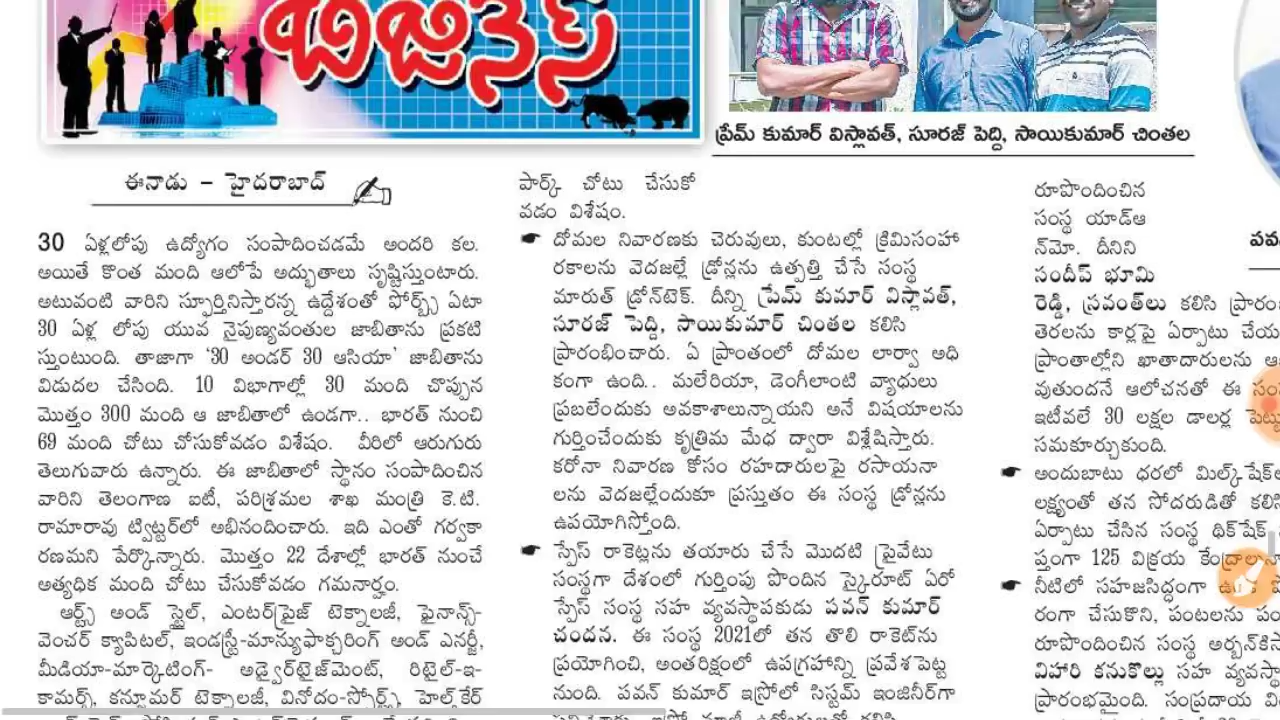 బిజినెస్
ప్రేమ్ కుమార్ విస్లావత్, సూరజ్ పెద్ది, సాయికుమార్ చింతల
ఈనాడు - హైదరాబాద్
30 ఏళ్లలోపు ఉద్యోగం సంపాదించడమే అందరి కల.
అయితే కొంత మంది ఆలోపే అద్భుతాలు సృష్టిస్తుంటారు.
అటువంటి వారిని స్ఫూర్తినిస్తారన్న ఉద్దేశంతో ఫోర్బ్స్ ఏటా
30 ఏళ్ల లోపు యువ నైపుణ్యవంతుల జాబితాను ప్రకటి
స్తుంటుంది. తాజాగా '30 అండర్ 30 ఆసియా' జాబితాను
విడుదల చేసింది. 10 విభాగాల్లో 30 మంది చొప్పున
మొత్తం 300 మంది ఆ జాబితాలో ఉండగా.. భారత్ నుంచి
69 మంది చోటు చోసుకోవడం విశేషం. వీరిలో ఆరుగురు
తెలుగువారు ఉన్నారు. ఈ జాబితాలో స్థానం సంపాదించిన
వారిని తెలంగాణ ఐటీ, పరిశ్రమల శాఖ మంత్రి కె.టి.
రామారావు ట్విట్టర్‌లో అభినందించారు. ఇది ఎంతో గర్వకా
రణమని పేర్కొన్నారు. మొత్తం 22 దేశాల్లో భారత్ నుంచే
అత్యధిక మంది చోటు చేసుకోవడం గమనార్హం.
ఆర్ట్స్ అండ్ స్టైల్, ఎంటర్‌ప్రైజ్ టెక్నాలజీ, ఫైనాన్స్-
వెంచర్ క్యాపిటల్, ఇండస్ట్రీ-మాన్యుఫాక్చరింగ్ అండ్ ఎనర్జీ,
మీడియా-మార్కెటింగ్- అడ్వైర్‌టైజ్‌మెంట్, రిటైల్-ఇ-
కామర్స్, కన్జూమర్ టెక్నాలజీ, వినోదం-స్పోర్ట్స్, హెల్త్‌కేర్
పార్క్ చోటు చేసుకో
వడం విశేషం.
దోమల నివారణకు చెరువులు, కుంటల్లో క్రిమిసంహా
రకాలను వెదజల్లే డ్రోన్లను ఉత్పత్తి చేసే సంస్థ
మారుత్ డ్రోన్‌టెక్. దీన్ని ప్రేమ్ కుమార్ విస్లావత్,
సూరజ్ పెద్ది, సాయికుమార్ చింతల కలిసి
ప్రారంభించారు. ఏ ప్రాంతంలో దోమల లార్వా అధి
కంగా ఉంది.. మలేరియా, డెంగీలాంటి వ్యాధులు
ప్రబలేందుకు అవకాశాలున్నాయని అనే విషయాలను
గుర్తించేందుకు కృత్రిమ మేధ ద్వారా విశ్లేషిస్తారు.
కరోనా నివారణ కోసం రహదారులపై రసాయనా
లను వెదజల్లేందుకూ ప్రస్తుతం ఈ సంస్థ డ్రోన్లను
ఉపయోగిస్తోంది.
స్పేస్ రాకెట్లను తయారు చేసే మొదటి ప్రైవేటు
సంస్థగా దేశంలో గుర్తింపు పొందిన స్కైరూట్ ఏరో
స్పేస్ సంస్థ సహ వ్యవస్థాపకుడు పవన్ కుమార్
చందన. ఈ సంస్థ 2021లో తన తొలి రాకెట్‌ను
ప్రయోగించి, అంతరిక్షంలో ఉపగ్రహాన్ని ప్రవేశపెట్ట
నుంది. పవన్ కుమార్ ఇస్రోలో సిస్టమ్ ఇంజినీర్‌గా
రూపొందించిన
సంస్థ యాడ్ఆ
న్‌మో. దీనిని
సందీప్ భూమి
రెడ్డి, స్రవంత్‌లు కలిసి
తెరలను కార్లపై ఏర్పాటు
ప్రాంతాల్లోని ఖాతాదారులను
వుతుందనే ఆలోచనతో ఈ
ఇటీవలే 30 లక్షల డాలర్ల
సమకూర్చుకుంది.
అందుబాటు ధరలో
లక్ష్యంతో తన సోదరుడితో
ఏర్పాటు చేసిన సంస్థ థిక్‌షేక్
ప్తంగా 125 విక్రయ
నీటిలో సహజసిద్ధంగా
రంగా చేసుకొని, పంటలను
రూపొందించిన సంస్థ
విహారి కనుకొల్లు సహ
ప్రారంభమైంది. సంప్రదాయ